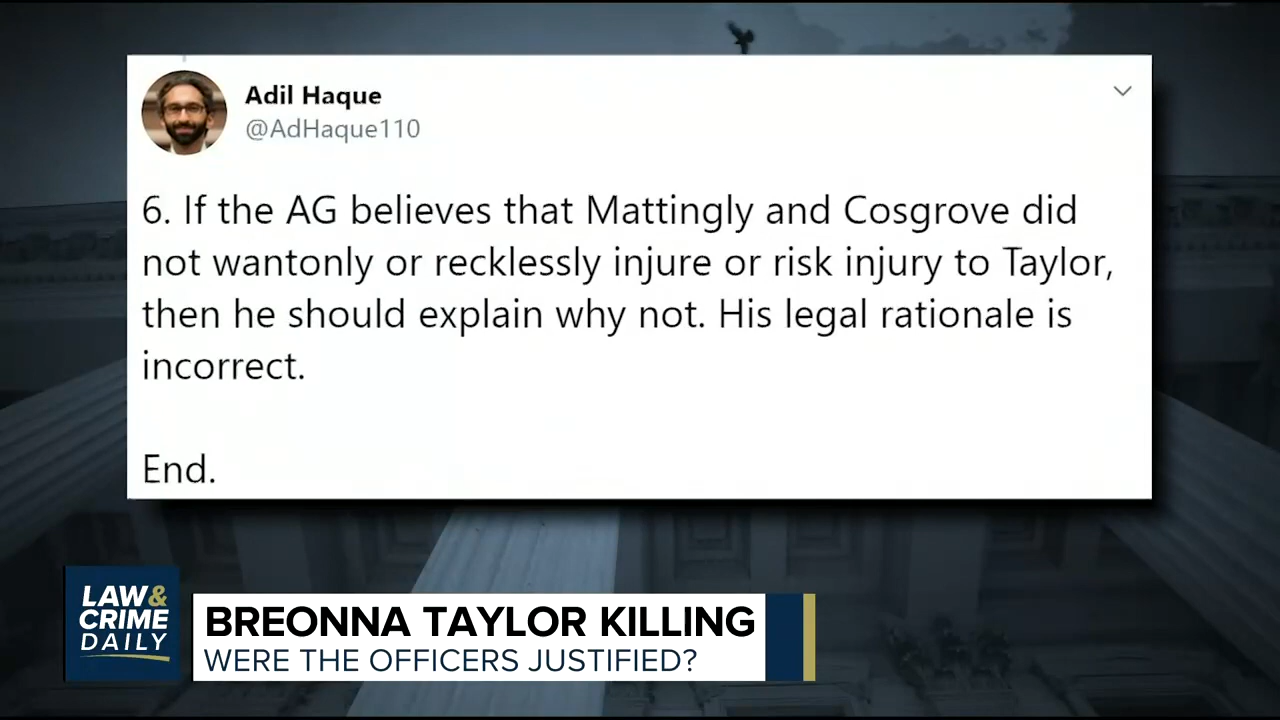 Adil Haque
@AdHaque110
6. If the AG believes that Mattingly and Cosgrove did
not wantonly or recklessly injure or risk injury to Taylor,
then he should explain why not. His legal rationale is
incorrect.
End.
LAW&
CRIME
DAILY
BREONNA TAYLOR KILLING
WERE THE OFFICERS JUSTIFIED?